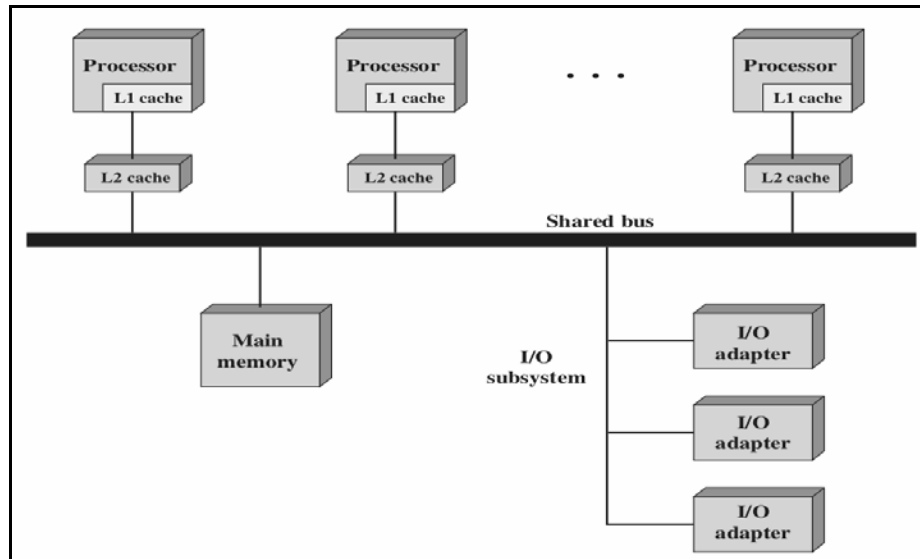 Processor
L1 cache
L2 cache
Processor
L1 cache
L2 cache
. . .
Processor
L1 cache
L2 cache
Shared bus
Main
memory
I/O
subsystem
I/O
adapter
I/O
adapter
I/O
adapter